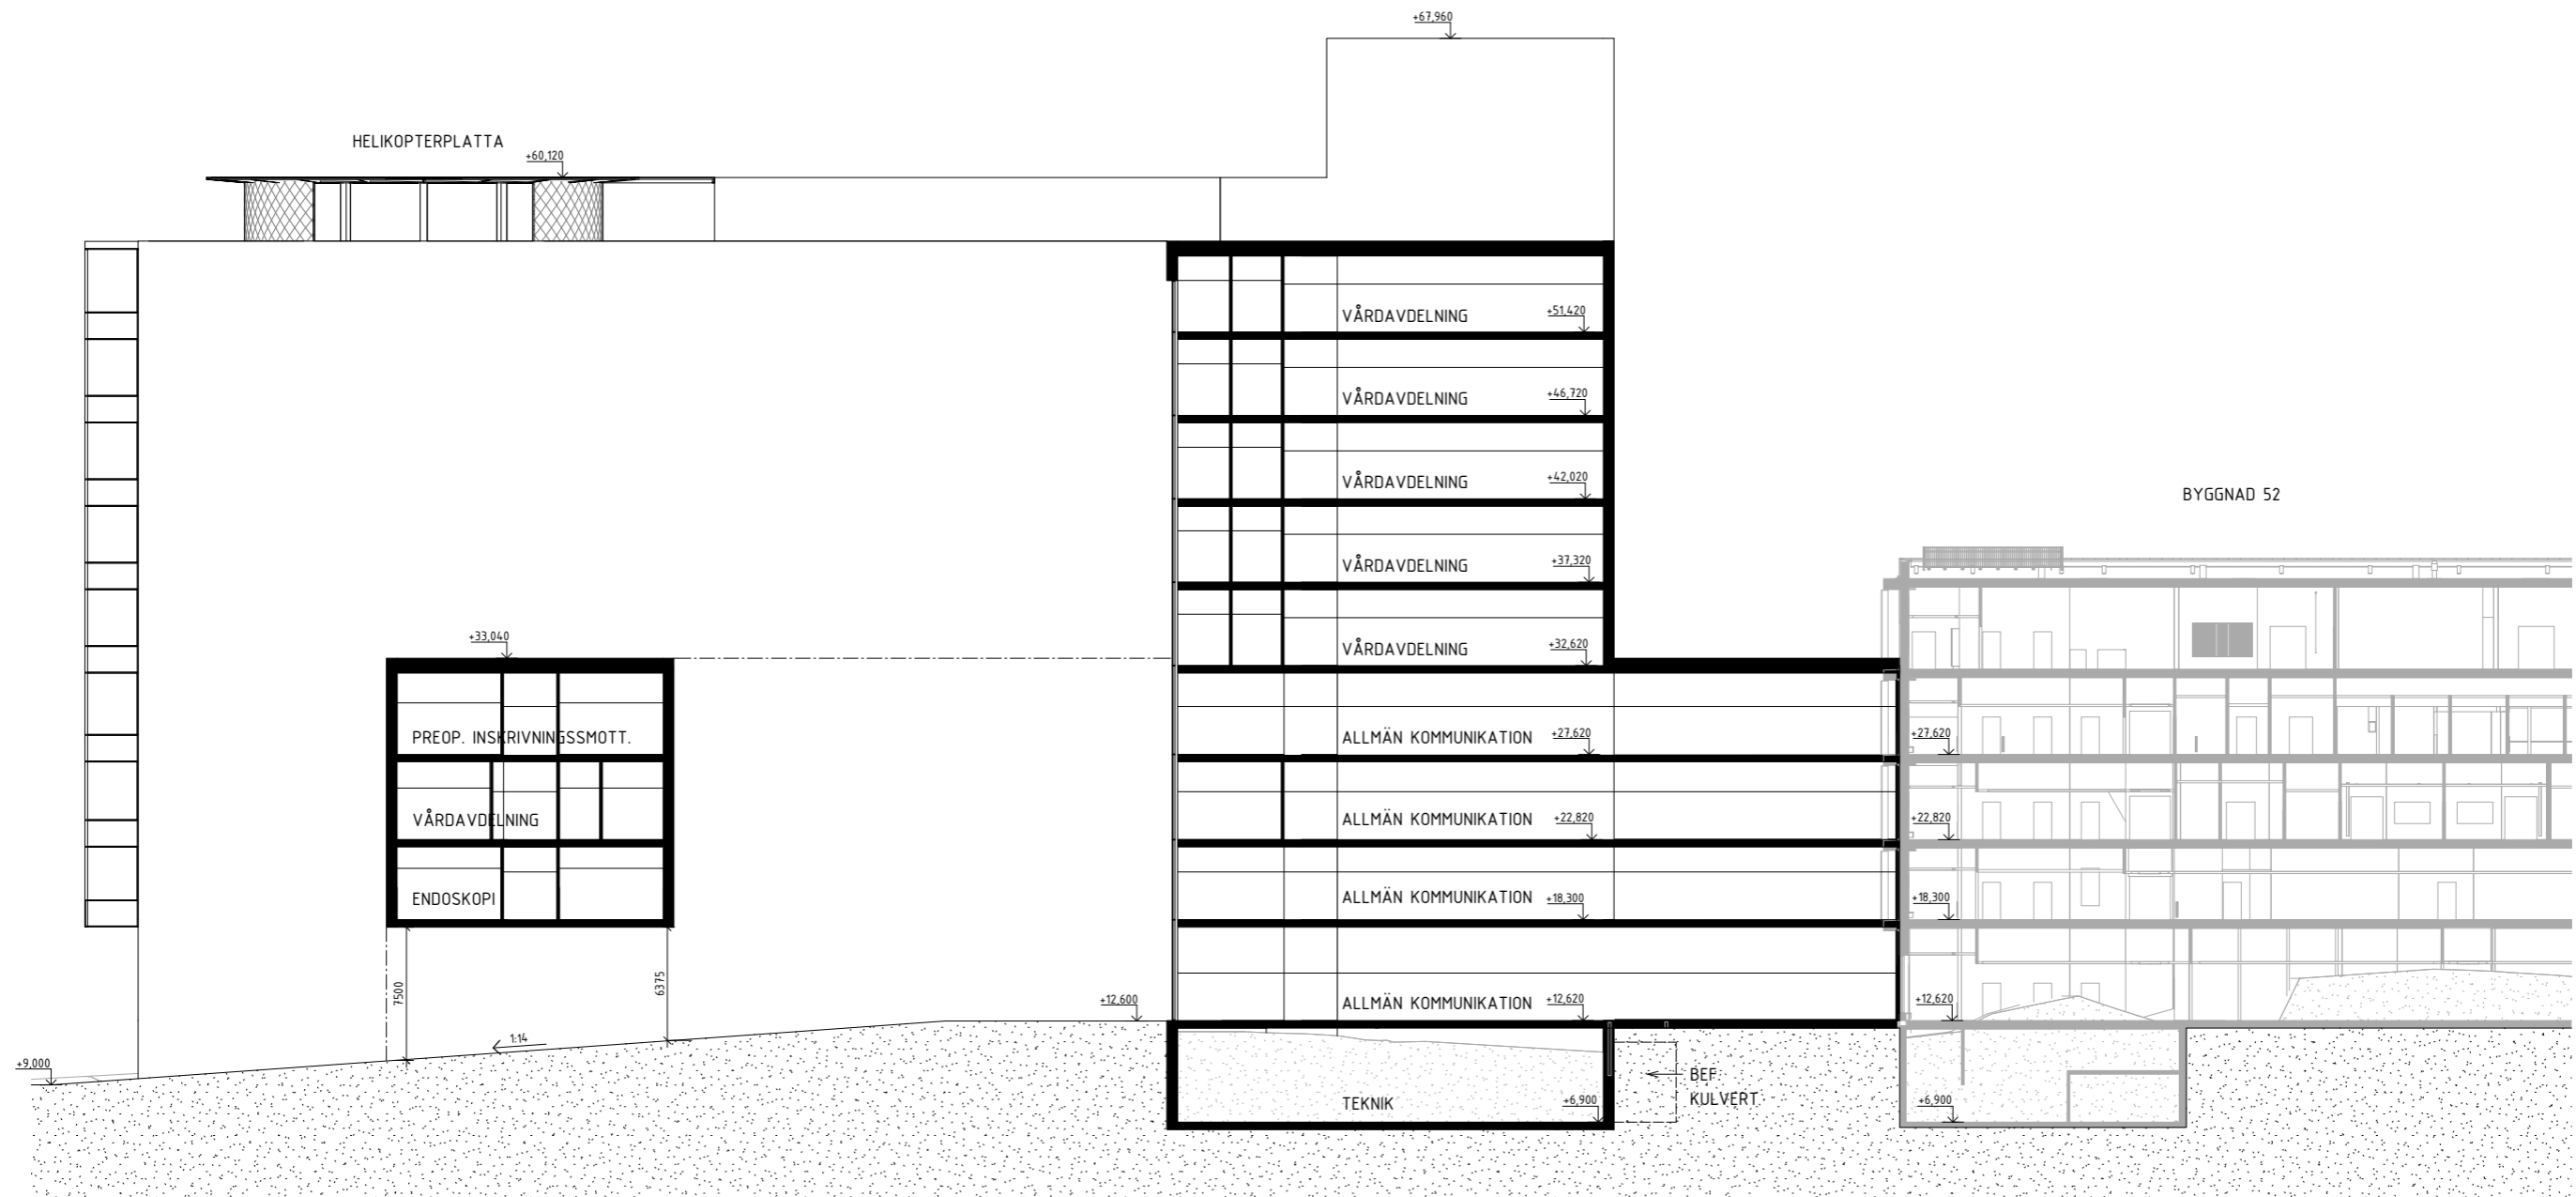 +67,960
HELIKOPTERPLATTA
+60,120
VÅRDAVDELNING +51,420
VÅRDAVDELNING +46,720
VÅRDAVDELNING +42,020
BYGGNAD 52
VÅRDAVDELNING +37,320
+33,040
VÅRDAVDELNING +32,620
PREOP. INSKRIVNINGSSMOTT.
ALLMÄN KOMMUNIKATION +27,620
+27,620
VÅRDAVDELNING
ALLMÄN KOMMUNIKATION +22,820
+22,820
ENDOSKOPI
ALLMÄN KOMMUNIKATION +18,300
+18,300
7500
6375
+12,600
ALLMÄN KOMMUNIKATION +12,620
+12,620
1:14
+9,000
BEF.
KULVERT
TEKNIK
+6,900
+6,900